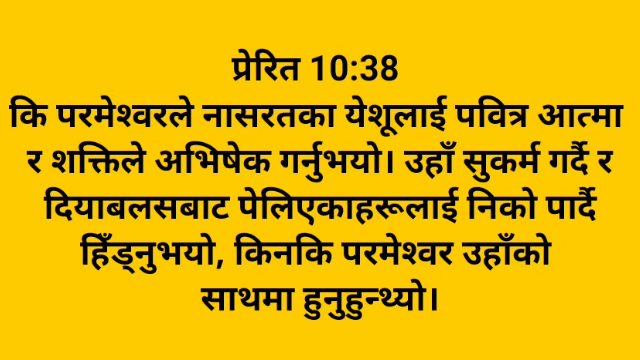 प्रेरित 10:38
कि परमेश्वरले नासरतका येशूलाई पवित्र आत्मा
र शक्तिले अभिषेक गर्नुभयो। उहाँ सुकर्म गर्दै र
दियाबलसबाट पेलिएकाहरूलाई निको पार्दै
हिँड्नुभयो, किनकि परमेश्वर उहाँको
साथमा हुनुहुन्थ्यो।